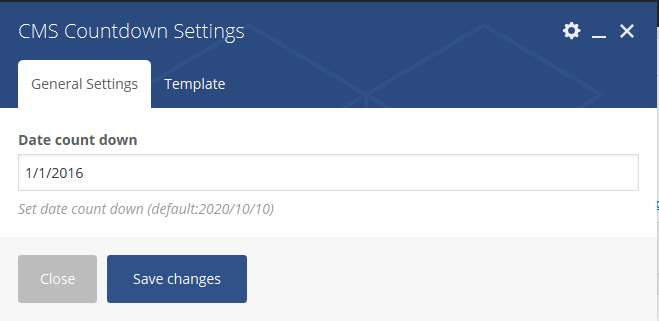 CMS Countdown Settings
General Settings
Template
Date count down
1/1/2016
Set date count down (default:2020/10/10)
Close
Save changes